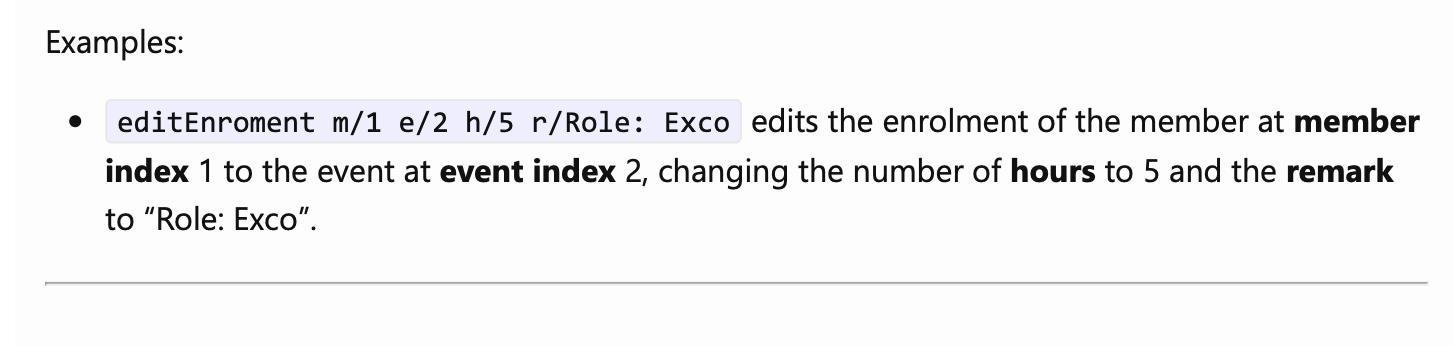 Examples:
• editEnroment m/1 e/2 h/5 r/Role: Exco edits the enrolment of the member at member
index 1 to the event at event index 2, changing the number of hours to 5 and the remark
to “Role: Exco”.